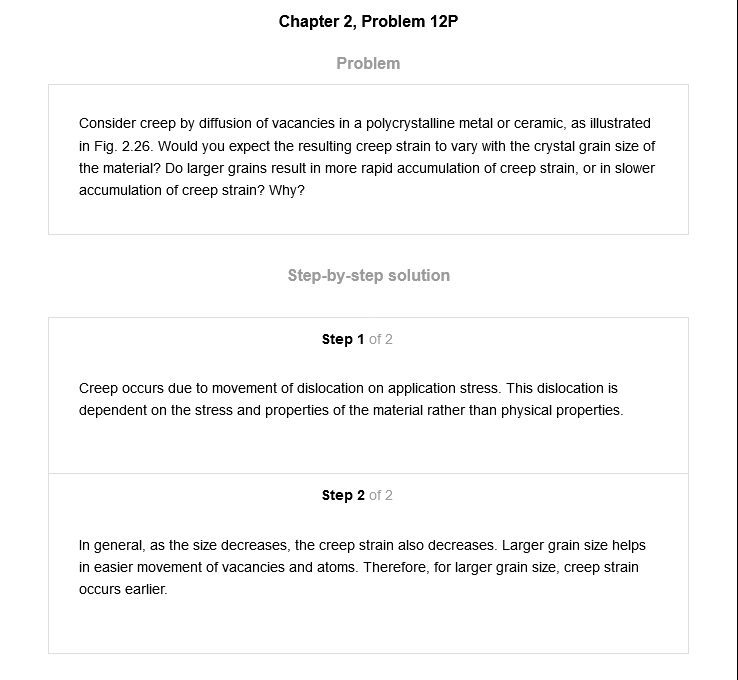 Chapter 2, Problem 12P
Problem
Consider creep by diffusion of vacancies in a polycrystalline metal or ceramic, as illustrated
in Fig. 2.26. Would you expect the resulting creep strain to vary with the crystal grain size of
the material? Do larger grains result in more rapid accumulation of creep strain, or in slower
accumulation of creep strain? Why?
Step-by-step solution
Step 1 of 2
Creep occurs due to movement of dislocation on application stress. This dislocation is
dependent on the stress and properties of the material rather than physical properties.
Step 2 of 2
In general, as the size decreases, the creep strain also decreases. Larger grain size helps
in easier movement of vacancies and atoms. Therefore, for larger grain size, creep strain
occurs earlier.